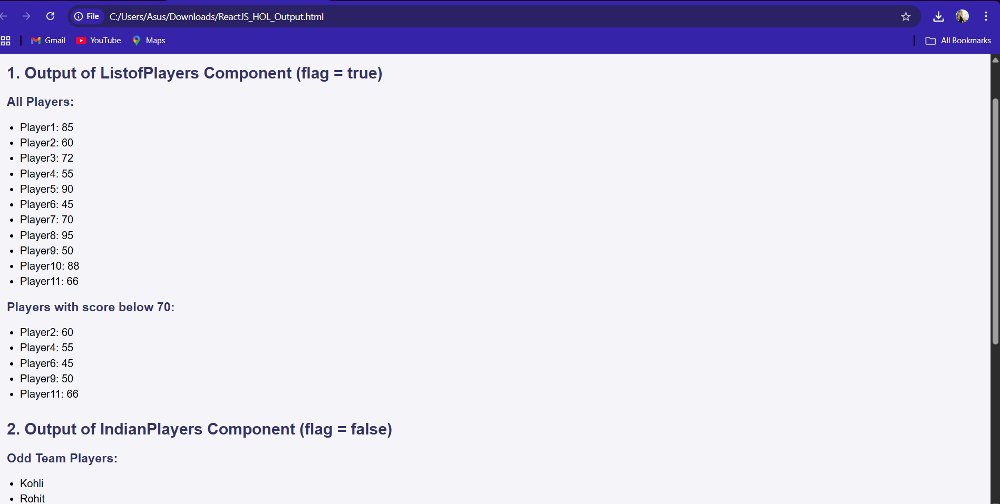 File C:/Users/Asus/Downloads/ReactJS_HOL_Output.html
Gmail YouTube Maps All Bookmarks
1. Output of ListofPlayers Component (flag = true)
All Players:
• Player1: 85
• Player2: 60
• Player3: 72
• Player4: 55
• Player5: 90
• Player6: 45
• Player7: 70
• Player8: 95
• Player9: 50
• Player10: 88
• Player11: 66
Players with score below 70:
• Player2: 60
• Player4: 55
• Player6: 45
• Player9: 50
• Player11: 66
2. Output of IndianPlayers Component (flag = false)
Odd Team Players:
• Kohli
• Rohit